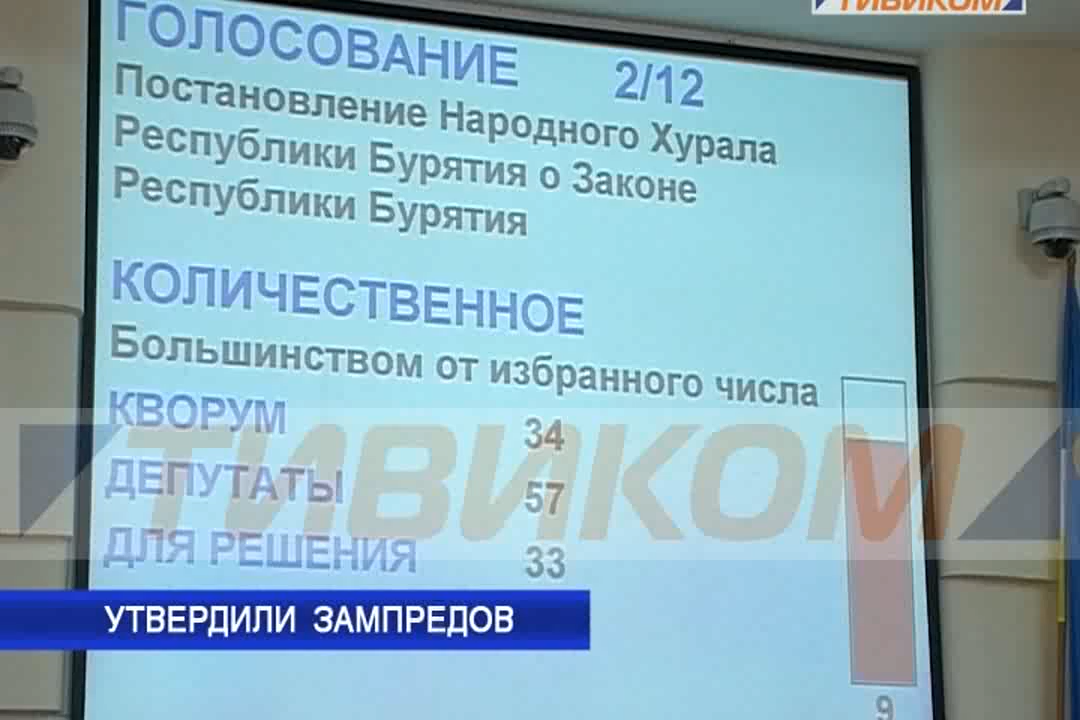 ТИВИКОМ
ГОЛОСОВАНИЕ 2/12
Постановление Народного Хурала
Республики Бурятия о Законе
Республики Бурятия
КОЛИЧЕСТВЕННОЕ
Большинством от избранного числа
КВОРУМ 34
ТИВИКОМ
ДЕПУТАТЫ 57
ДЛЯ РЕШЕНИЯ 33
УТВЕРДИЛИ ЗАМПРЕДОВ
9